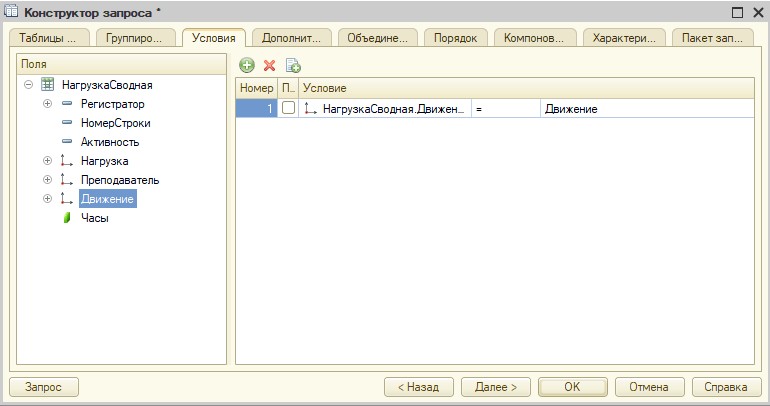 Конструктор запроса *
Таблицы ... Группиро... Условия Дополнит... Объедине... Порядок Компонов... Характери... Пакет зап...
Поля
НагрузкаСводная
Регистратор
НомерСтроки
Активность
Нагрузка
Преподаватель
Движение
Часы
Номер П.. Условие
1 НагрузкаСводная.Движен... = Движение
Запрос < Назад Далее > OK Отмена Справка